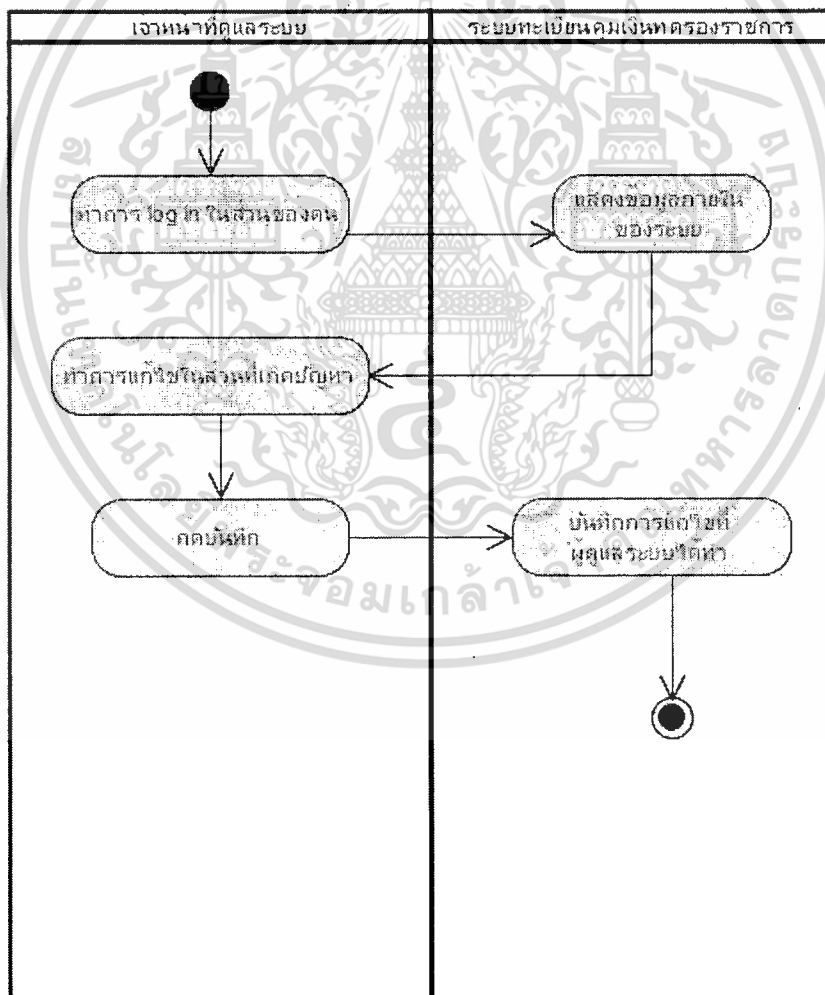 เจ้าหน้าที่ดูแลระบบ
ระบบทะเบียนคุมเงินทดรองราชการ
ทำการ log in ในส่วนของตน
แสดงข้อมูลภายใน
ของระบบ
ทำการแก้ไขในส่วนที่เกิดปัญหา
กดบันทึก
บันทึกการแก้ไขที่
ผู้ดูแลระบบได้ทำ